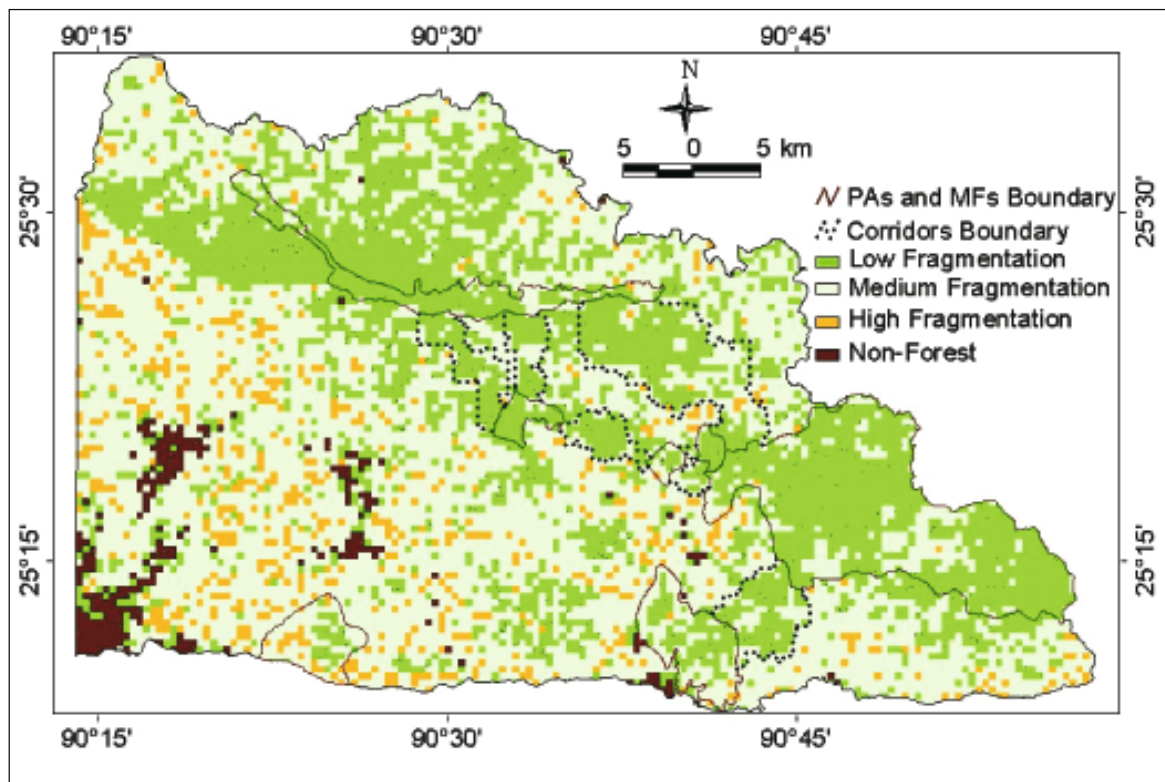 90°15' 90°30' 90°45'
N
5 0 5 km
25°30' 25°30'
PAs and MFs Boundary
Corridors Boundary
Low Fragmentation
Medium Fragmentation
High Fragmentation
Non-Forest
25°15' 25°15'
90°15' 90°30' 90°45'